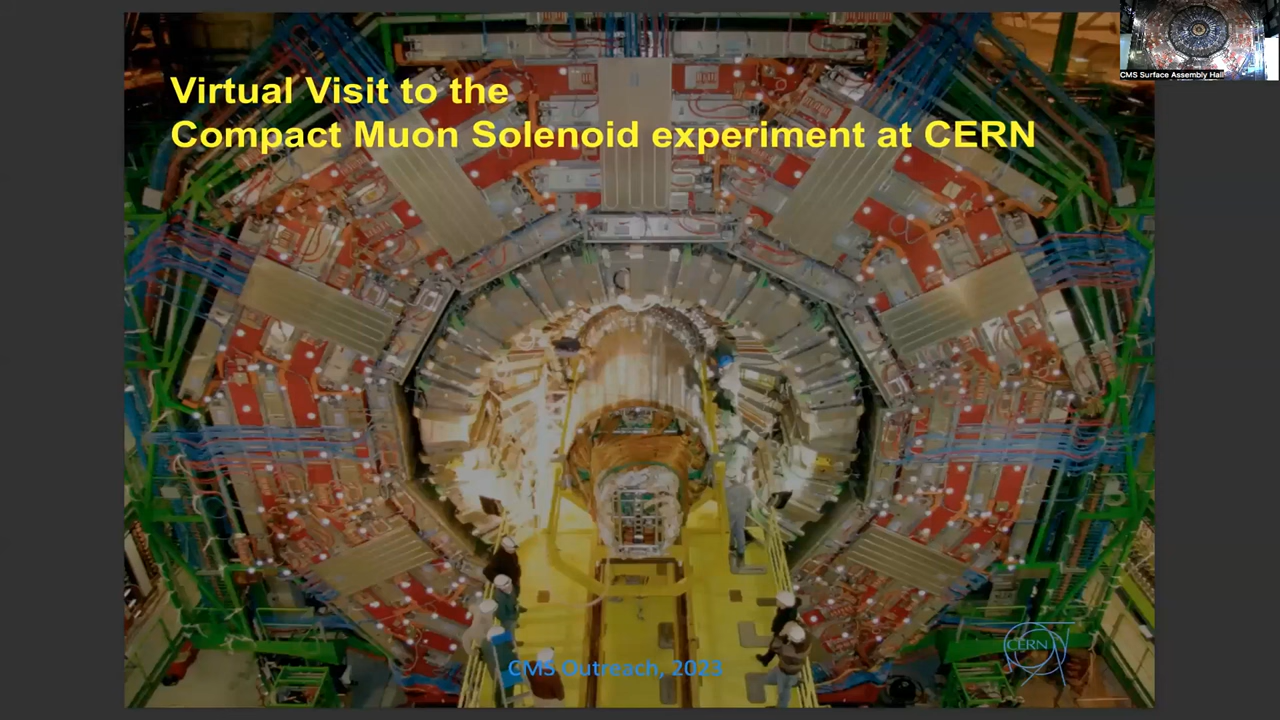 Virtual Visit to the
Compact Muon Solenoid experiment at CERN
CMS Surface Assembly Hall
CMS Outreach, 2023
CERN